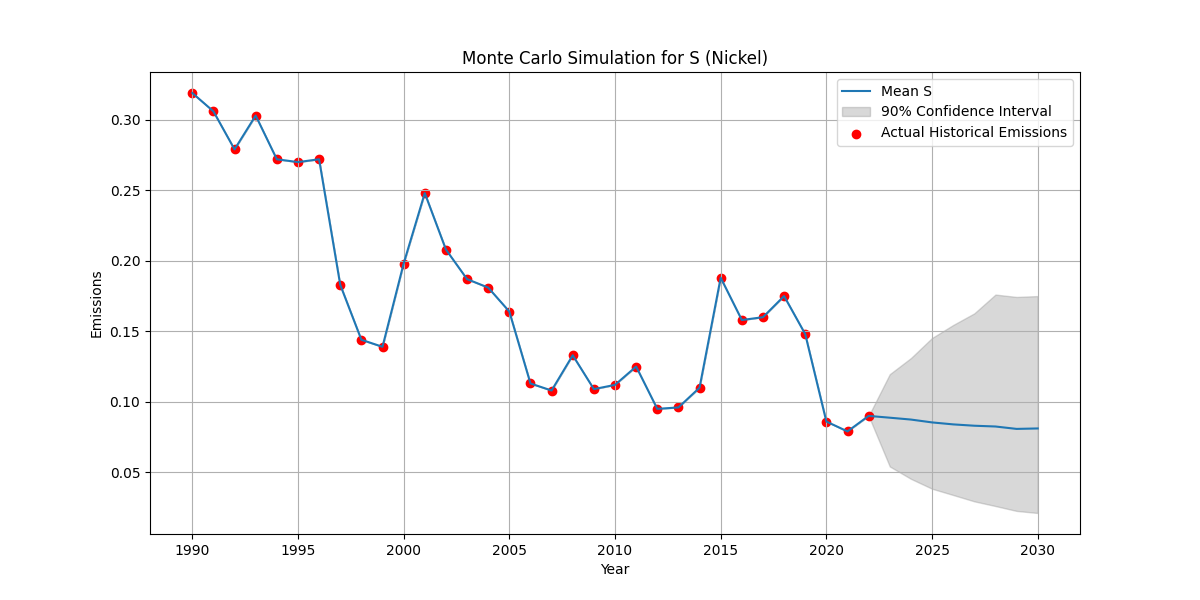 Monte Carlo Simulation for S (Nickel)
Mean S
90% Confidence Interval
Actual Historical Emissions
Emissions
0.30
0.25
0.20
0.15
0.10
0.05
1990 1995 2000 2005 2010 2015 2020 2025 2030
Year